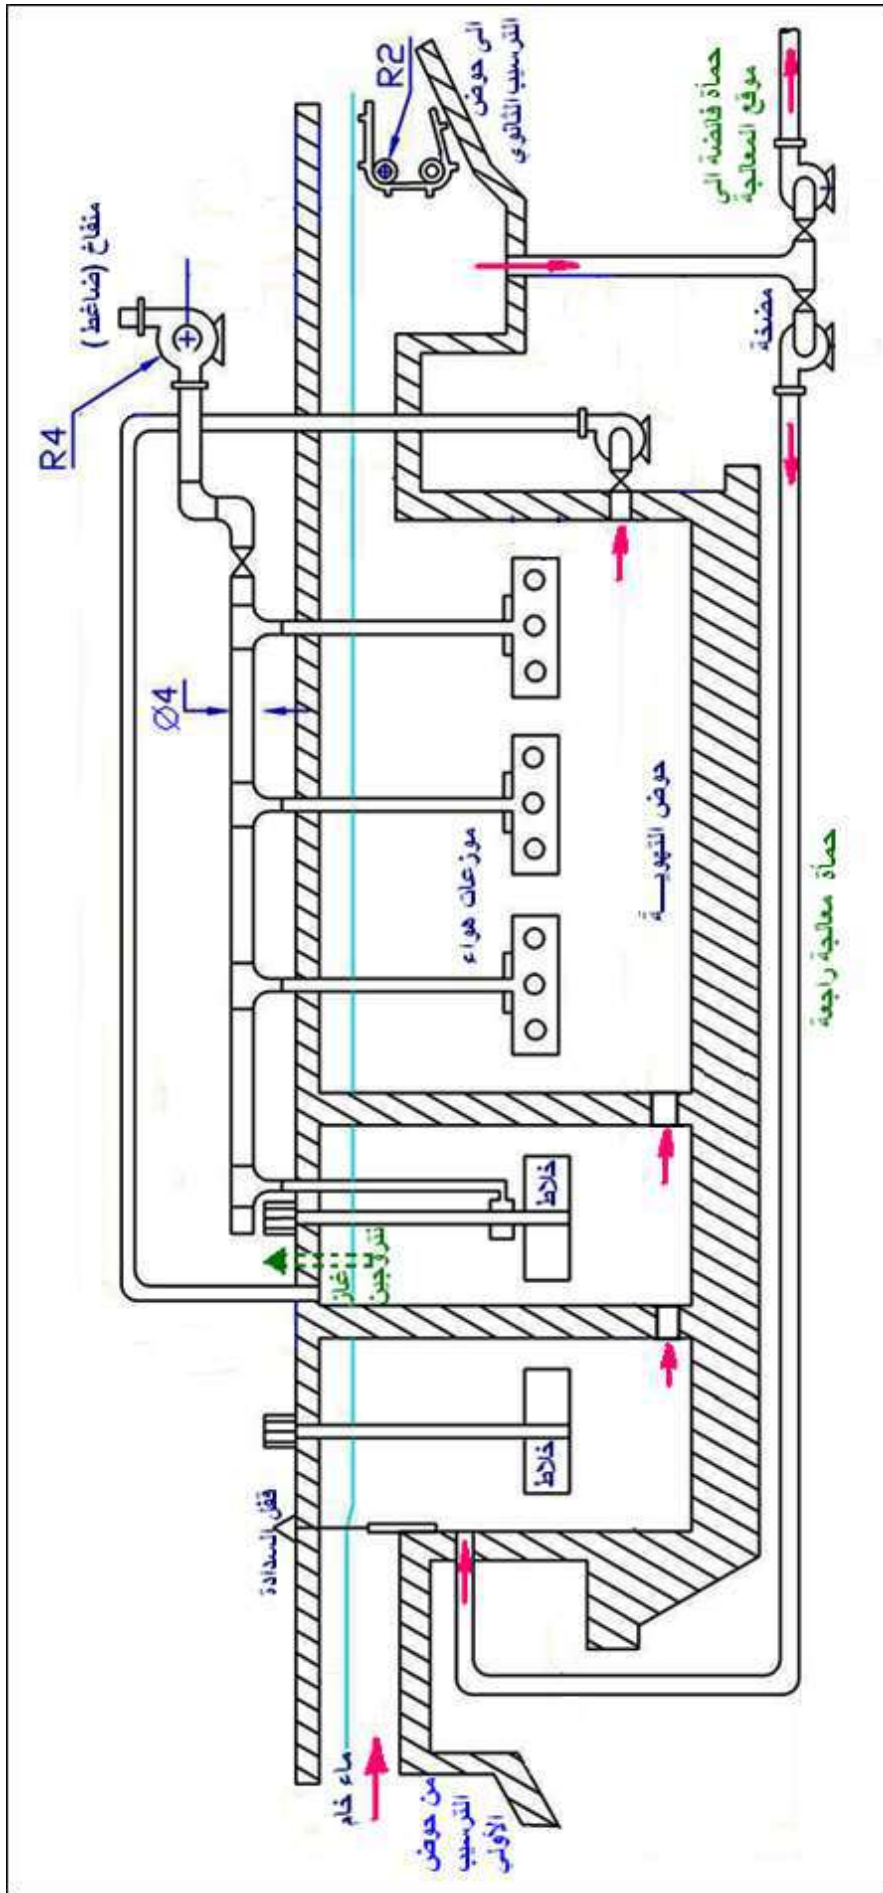 منفاخ (ضاغط)
R4
R2
الى حوض
الترسيب الثانوي
حمأة فائضة الى
موقع المعالجة
مضخة
Ø4
موزعات هواء
حوض التهويــة
حمأة معالجة راجعة
غاز
نتروجين
خلاط
خلاط
قفل السدادة
ماء خام
من حوض
الترسيب
الأولي